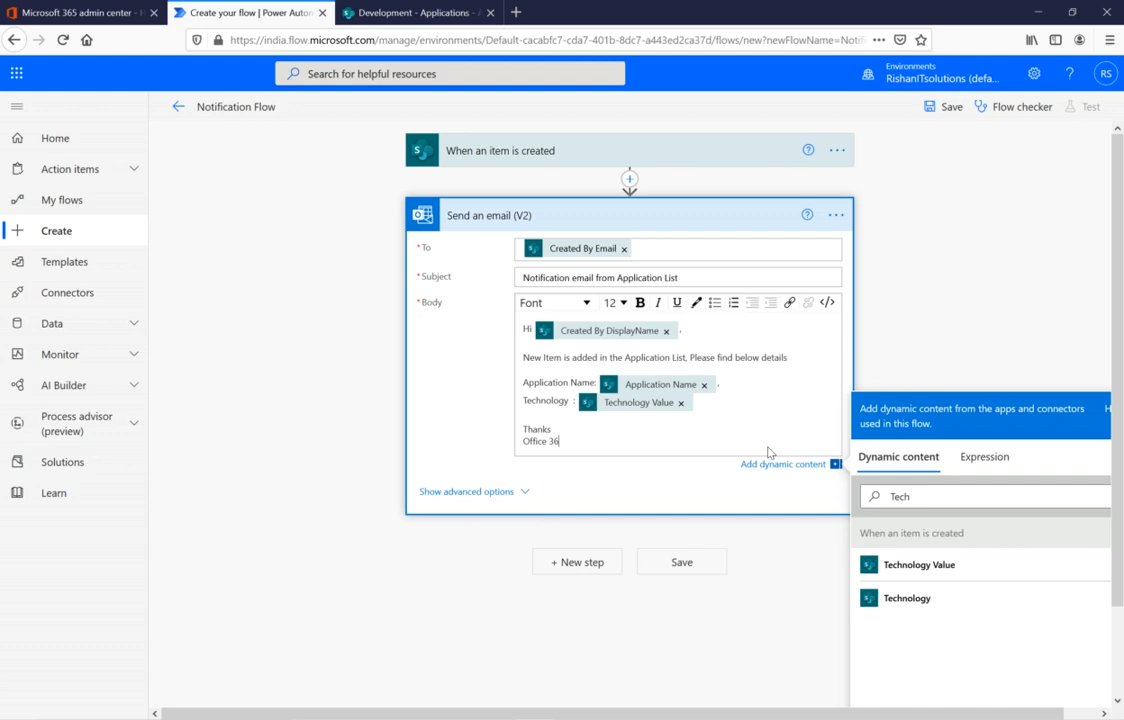 Microsoft 365 admin center - H
Create your flow | Power Autom
Development - Applications - A
https://india.flow.microsoft.com/manage/environments/Default-cacabfc7-cda7-401b-8dc7-a443ed2ca37d/flows/new?newFlowName=Notifi
Search for helpful resources
Environments
RishanITsolutions (defa...
RS
Notification Flow
Save
Flow checker
Test
Home
Action items
My flows
Create
Templates
Connectors
Data
Monitor
AI Builder
Process advisor
(preview)
Solutions
Learn
When an item is created
Send an email (V2)
* To
Created By Email
* Subject
Notification email from Application List
* Body
Font
12
B I U
</>
Hi Created By DisplayName ,
New Item is added in the Application List, Please find below details
Application Name: Application Name ,
Technology : Technology Value
Thanks
Office 36
Add dynamic content
Show advanced options
+ New step
Save
Add dynamic content from the apps and connectors
used in this flow.
H
Dynamic content
Expression
Tech
When an item is created
Technology Value
Technology